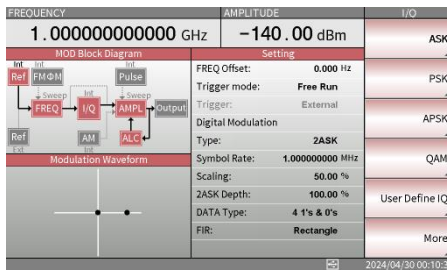 FREQUENCY AMPLITUDE I/Q
1.000000000000 GHz −140.00 dBm
MOD Block Diagram
Int Int Int
Ref FMΦM Pulse
Sweep Int Sweep
FREQ I/Q AMPL Output
Ref AM ALC
Ext Int
Modulation Waveform
Setting
FREQ Offset: 0.000 Hz
Trigger mode: Free Run
Trigger: External
Digital Modulation
Type: 2ASK
Symbol Rate: 1.000000000 MHz
Scaling: 50.00 %
2ASK Depth: 100.00 %
DATA Type: 4 1's & 0's
FIR: Rectangle
ASK
PSK
APSK
QAM
User Define IQ
More
2024/04/30 00:10:3